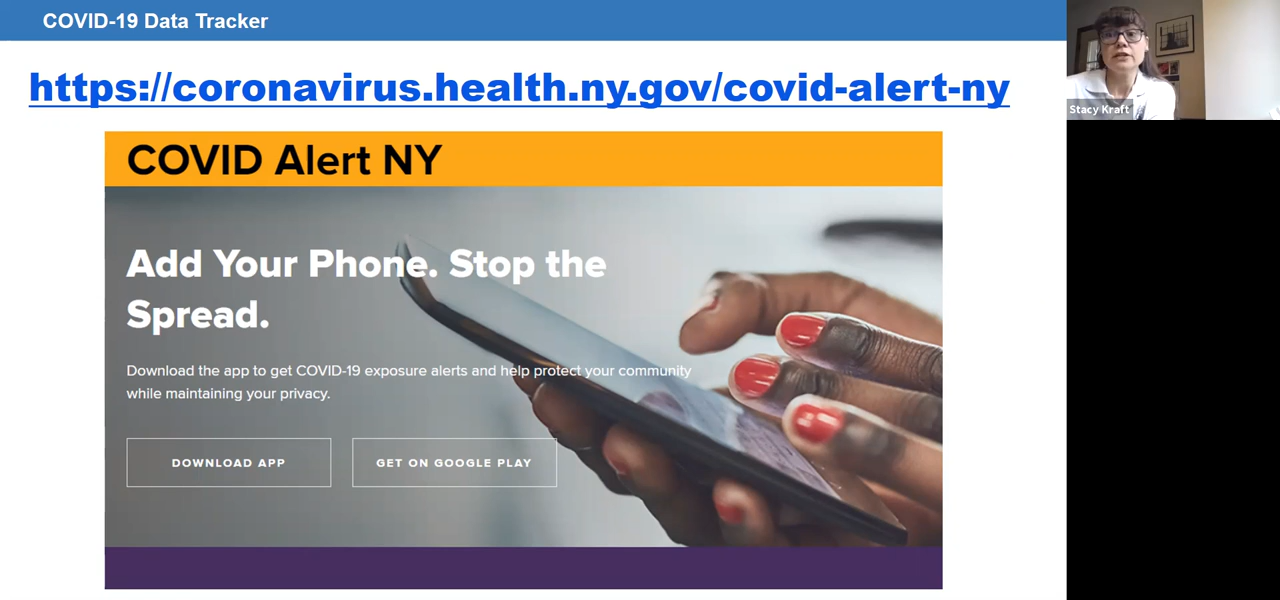 COVID-19 Data Tracker
https://coronavirus.health.ny.gov/covid-alert-ny
COVID Alert NY
Add Your Phone. Stop the
Spread.
Download the app to get COVID-19 exposure alerts and help protect your community
while maintaining your privacy.
DOWNLOAD APP
GET ON GOOGLE PLAY
Stacy Kraft